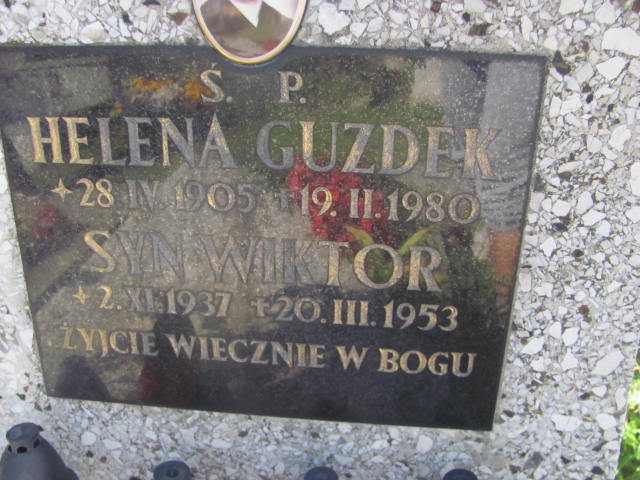 Ś. P.
HELENA GUZDEK
✦28 IV.1905 +19.II.1980
SYN WIKTOR
✦2.XI.1937 +20.III.1953
ŻYJCIE WIECZNIE W BOGU